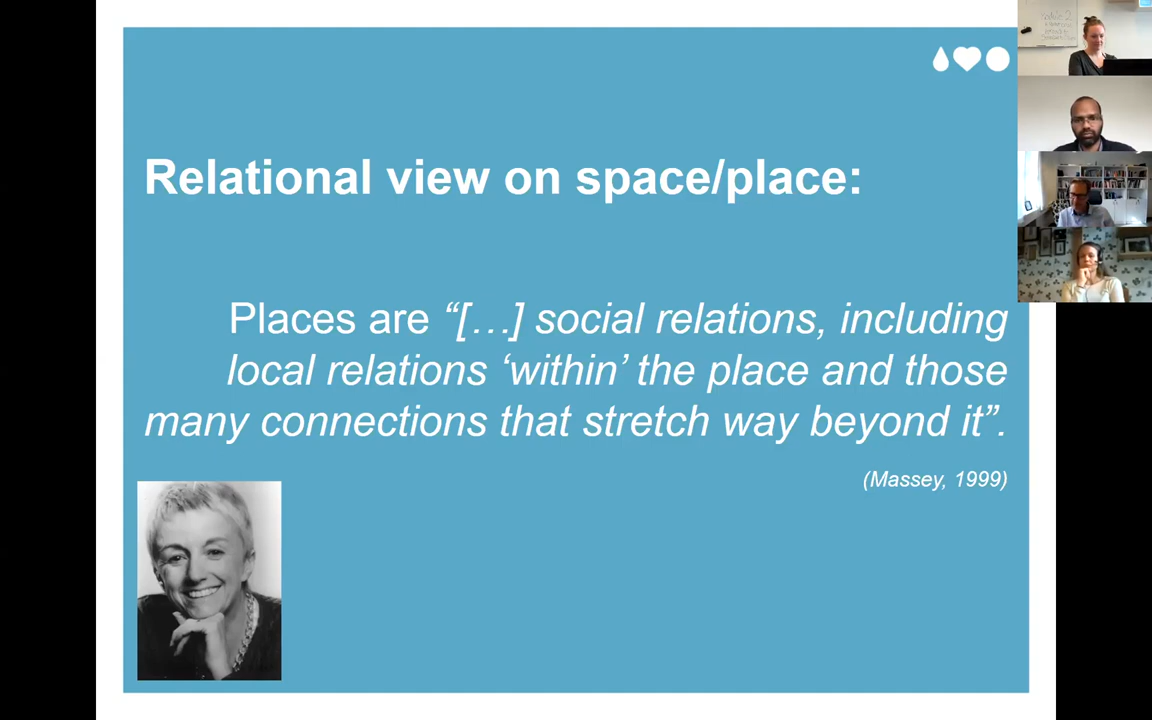 Relational view on space/place:
Places are “[…] social relations, including
local relations ‘within’ the place and those
many connections that stretch way beyond it”.
(Massey, 1999)